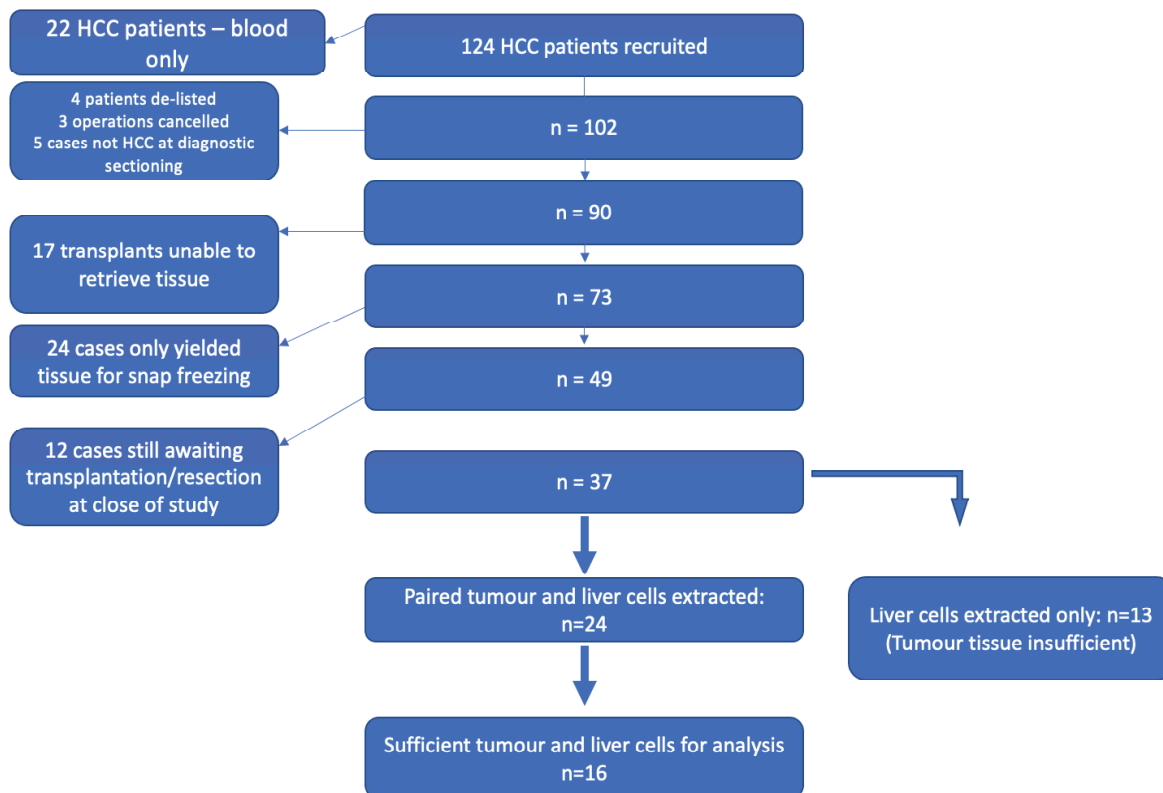 22 HCC patients – blood
only
124 HCC patients recruited
4 patients de-listed
3 operations cancelled
5 cases not HCC at diagnostic
sectioning
n = 102
n = 90
17 transplants unable to
retrieve tissue
n = 73
24 cases only yielded
tissue for snap freezing
n = 49
12 cases still awaiting
transplantation/resection
at close of study
n = 37
Paired tumour and liver cells extracted:
n=24
Liver cells extracted only: n=13
(Tumour tissue insufficient)
Sufficient tumour and liver cells for analysis
n=16